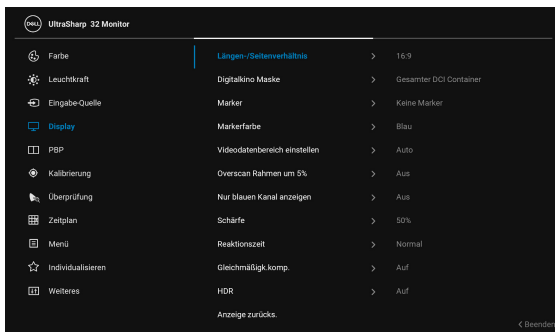 DELL UltraSharp 32 Monitor
Farbe Längen-/Seitenverhältnis > 16:9
Leuchtkraft Digitalkino Maske > Gesamter DCI Container
Eingabe-Quelle Marker > Keine Marker
Display Markerfarbe > Blau
PBP Videodatenbereich einstellen > Auto
Kalibrierung Overscan Rahmen um 5% > Aus
Überprüfung Nur blauen Kanal anzeigen > Aus
Zeitplan Schärfe > 50%
Menü Reaktionszeit > Normal
Individualisieren Gleichmäßigk.komp. > Auf
Weiteres HDR > Auf
Anzeige zurücks.
< Beenden